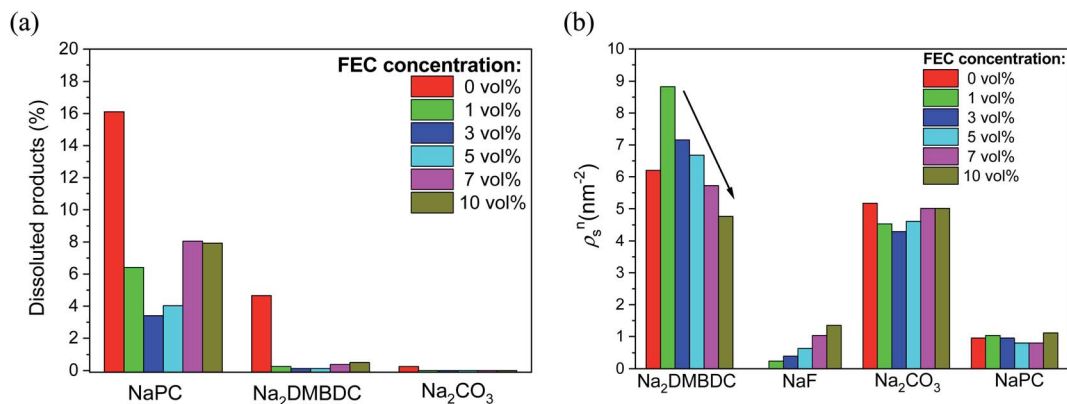 (a)
20
18
16
14
12
10
8
6
4
2
0
Dissoluted products (%)
FEC concentration:
0 vol%
1 vol%
3 vol%
5 vol%
7 vol%
10 vol%
NaPC
Na₂DMBDC
Na₂CO₃
(b)
10
9
8
7
6
5
4
3
2
1
0
ρₛⁿ(nm⁻²)
FEC concentration:
0 vol%
1 vol%
3 vol%
5 vol%
7 vol%
10 vol%
Na₂DMBDC
NaF
Na₂CO₃
NaPC